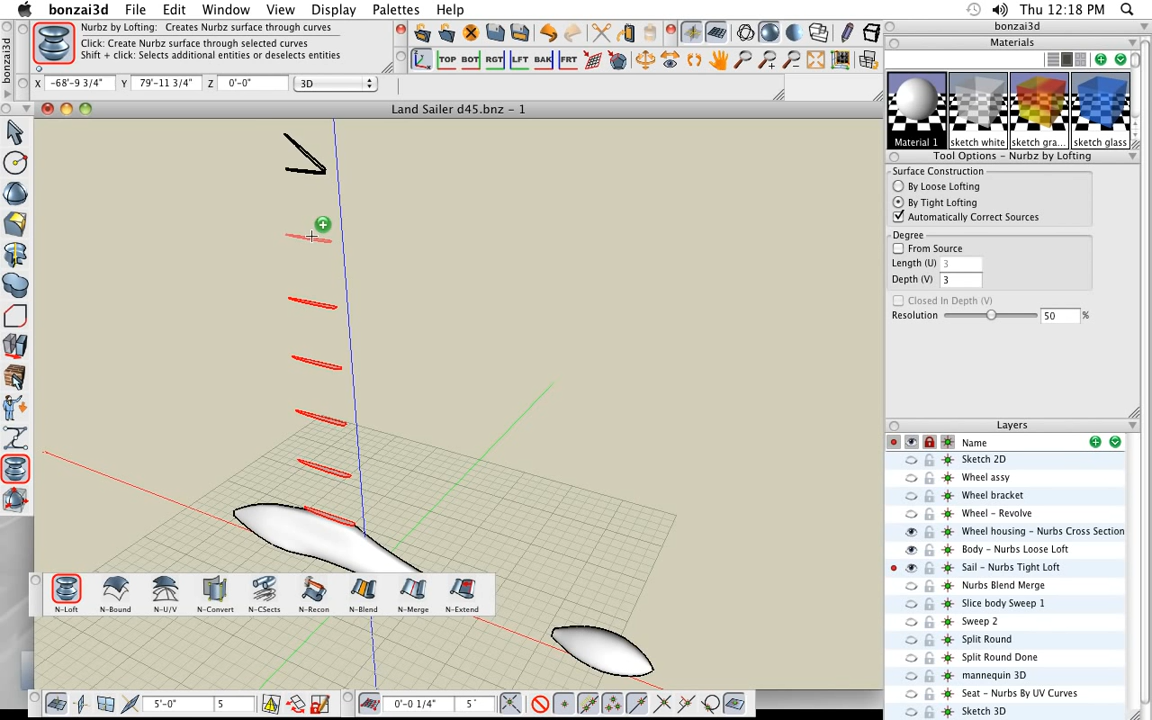 bonzai3d File Edit Nurbz Window View Display Palettes Help Thu 12:18 PM
bonzai3d
Nurbz by Lofting: Creates Nurbz surface through curves
Click: Create Nurbz surface through selected curves
Shift + click: Selects additional entities or deselects entities
TOP BOT RGT LFT BAK FRT
X -68'-9 3/4" Y 79'-11 3/4" Z 0'-0" 3D
Land Sailer d45.bnz - 1
bonzai3d
Materials
Material 1 sketch white sketch gra... sketch glass
Tool Options - Nurbz by Lofting
Surface Construction
By Loose Lofting
By Tight Lofting
Automatically Correct Sources
Degree
From Source
Length (U) 3
Depth (V) 3
Closed In Depth (V)
Resolution 50 %
Layers
Name
Sketch 2D
Wheel assy
Wheel bracket
Wheel - Revolve
Wheel housing - Nurbs Cross Section
Body - Nurbs Loose Loft
Sail - Nurbs Tight Loft
Nurbs Blend Merge
Slice body Sweep 1
Sweep 2
Split Round
Split Round Done
mannequin 3D
Seat - Nurbs By UV Curves
Sketch 3D
N-Loft N-Bound N-U/V N-Convert N-CSects N-Recon N-Blend N-Merge N-Extend
5'-0" 5 0'-0 1/4" 5°